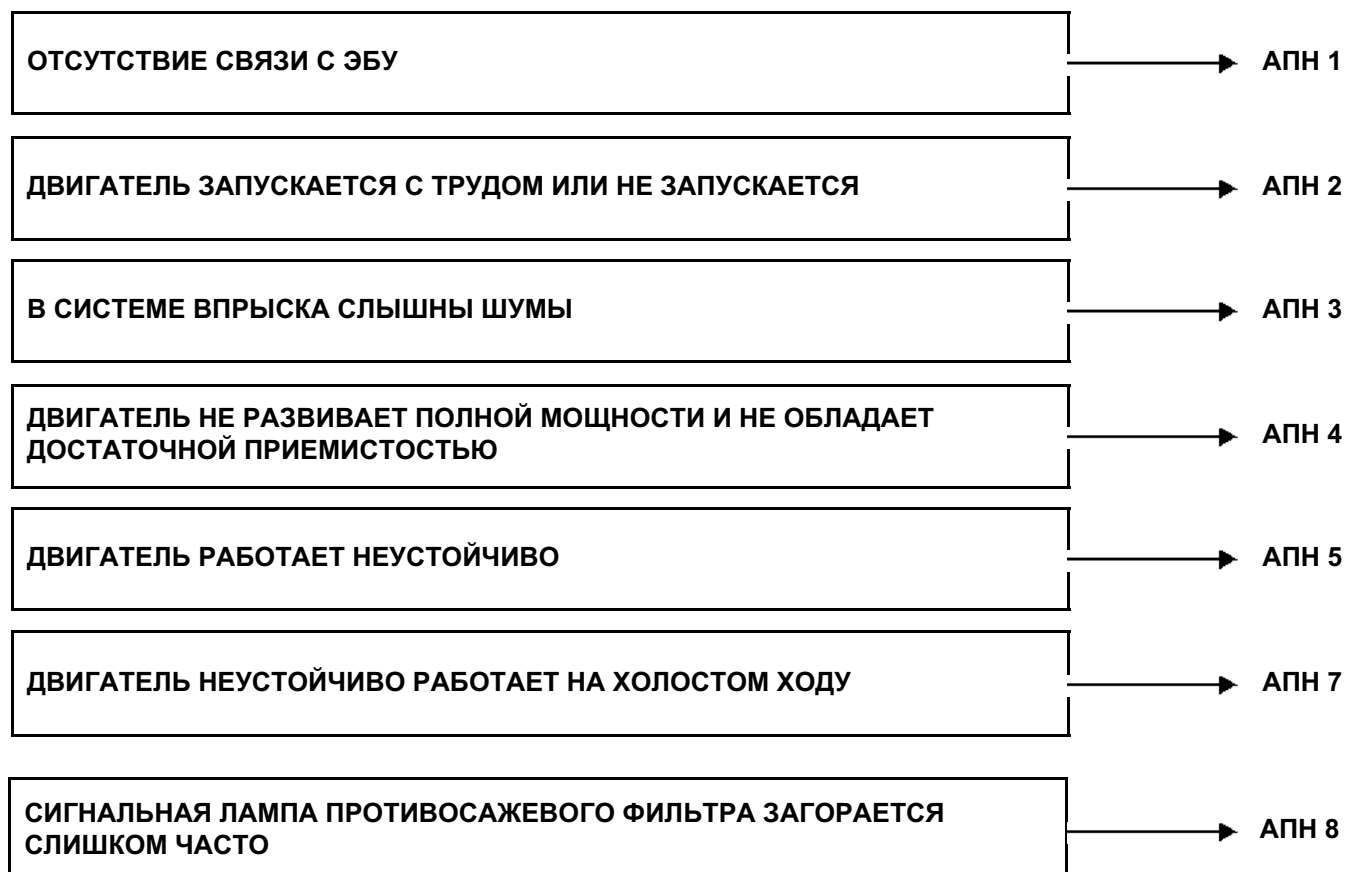 ОТСУТСТВИЕ СВЯЗИ С ЭБУ АПН 1
ДВИГАТЕЛЬ ЗАПУСКАЕТСЯ С ТРУДОМ ИЛИ НЕ ЗАПУСКАЕТСЯ АПН 2
В СИСТЕМЕ ВПРЫСКА СЛЫШНЫ ШУМЫ АПН 3
ДВИГАТЕЛЬ НЕ РАЗВИВАЕТ ПОЛНОЙ МОЩНОСТИ И НЕ ОБЛАДАЕТ
ДОСТАТОЧНОЙ ПРИЕМИСТОСТЬЮ АПН 4
ДВИГАТЕЛЬ РАБОТАЕТ НЕУСТОЙЧИВО АПН 5
ДВИГАТЕЛЬ НЕУСТОЙЧИВО РАБОТАЕТ НА ХОЛОСТОМ ХОДУ АПН 7
СИГНАЛЬНАЯ ЛАМПА ПРОТИВОСАЖЕВОГО ФИЛЬТРА ЗАГОРАЕТСЯ
СЛИШКОМ ЧАСТО АПН 8